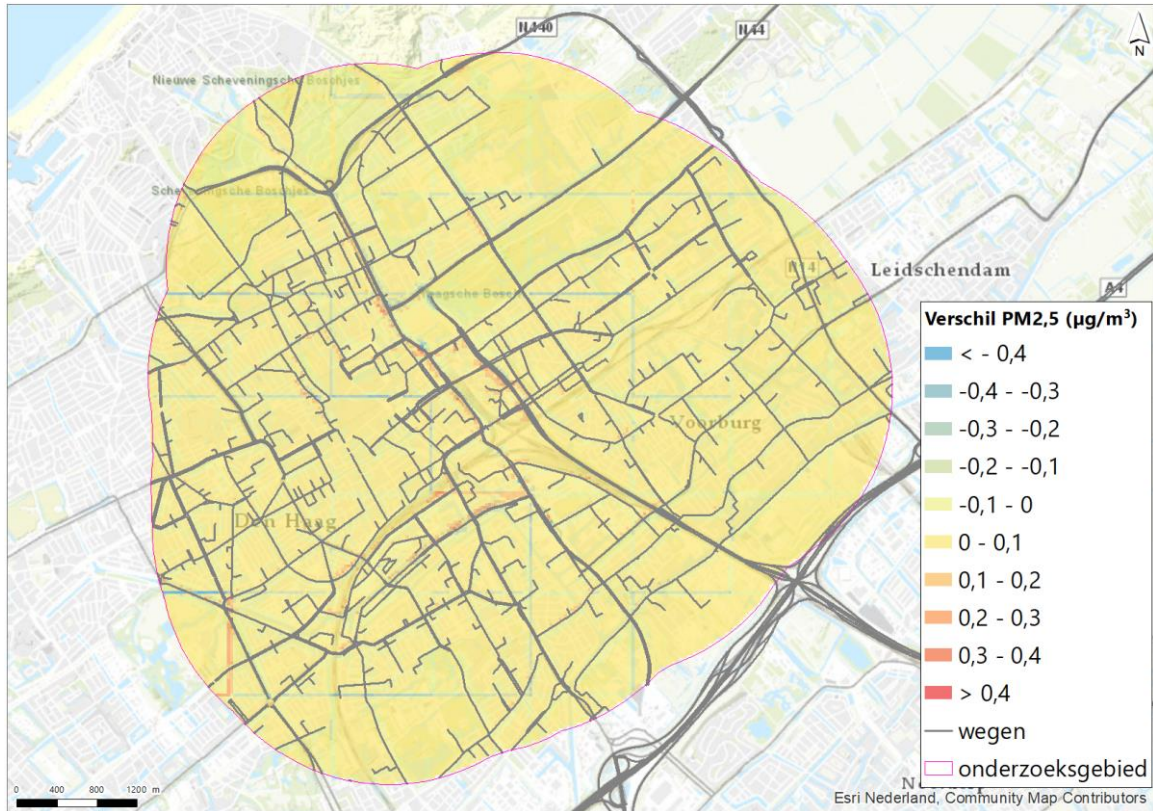 N440
N44
N
Nieuwe Scheveningsche Boschjes
Scheveningsche Boschjes
N14
Leidschendam
A4
Haagsche Bosch
Voorburg
Den Haag
Verschil PM2,5 (µg/m³)
< - 0,4
-0,4 - -0,3
-0,3 - -0,2
-0,2 - -0,1
-0,1 - 0
0 - 0,1
0,1 - 0,2
0,2 - 0,3
0,3 - 0,4
> 0,4
wegen
onderzoeksgebied
0 400 800 1200 m
Esri Nederland, Community Map Contributors